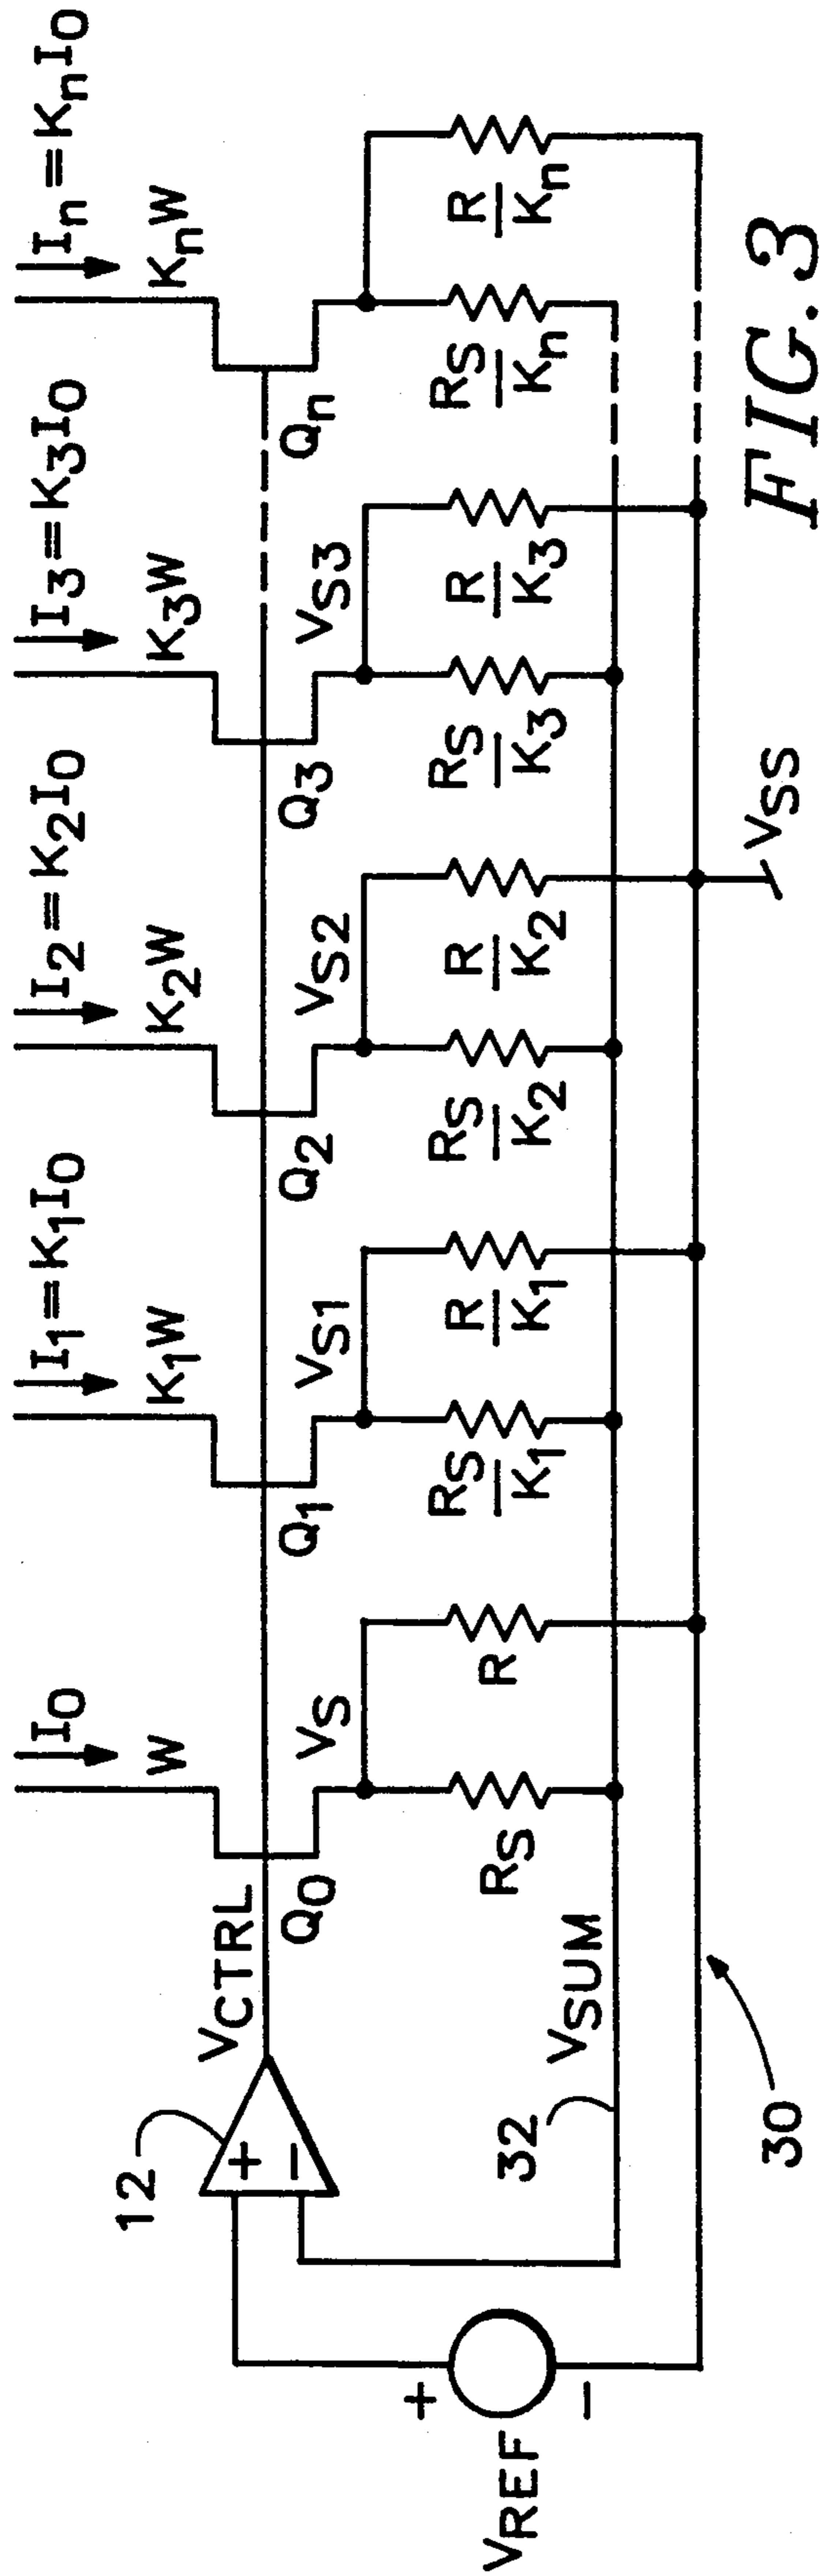 I0
I1=K1I0
I2=K2I0
I3=K3I0
In=KnI0
W
K1W
K2W
K3W
KnW
12
VCTRL
+
−
Q0
Q1
Q2
Q3
Qn
VS
VS1
VS2
VS3
VREF
+
−
RS
R
RS/K1
R/K1
RS/K2
R/K2
RS/K3
R/K3
RS/Kn
R/Kn
32
VSUM
30
VSS
FIG. 3